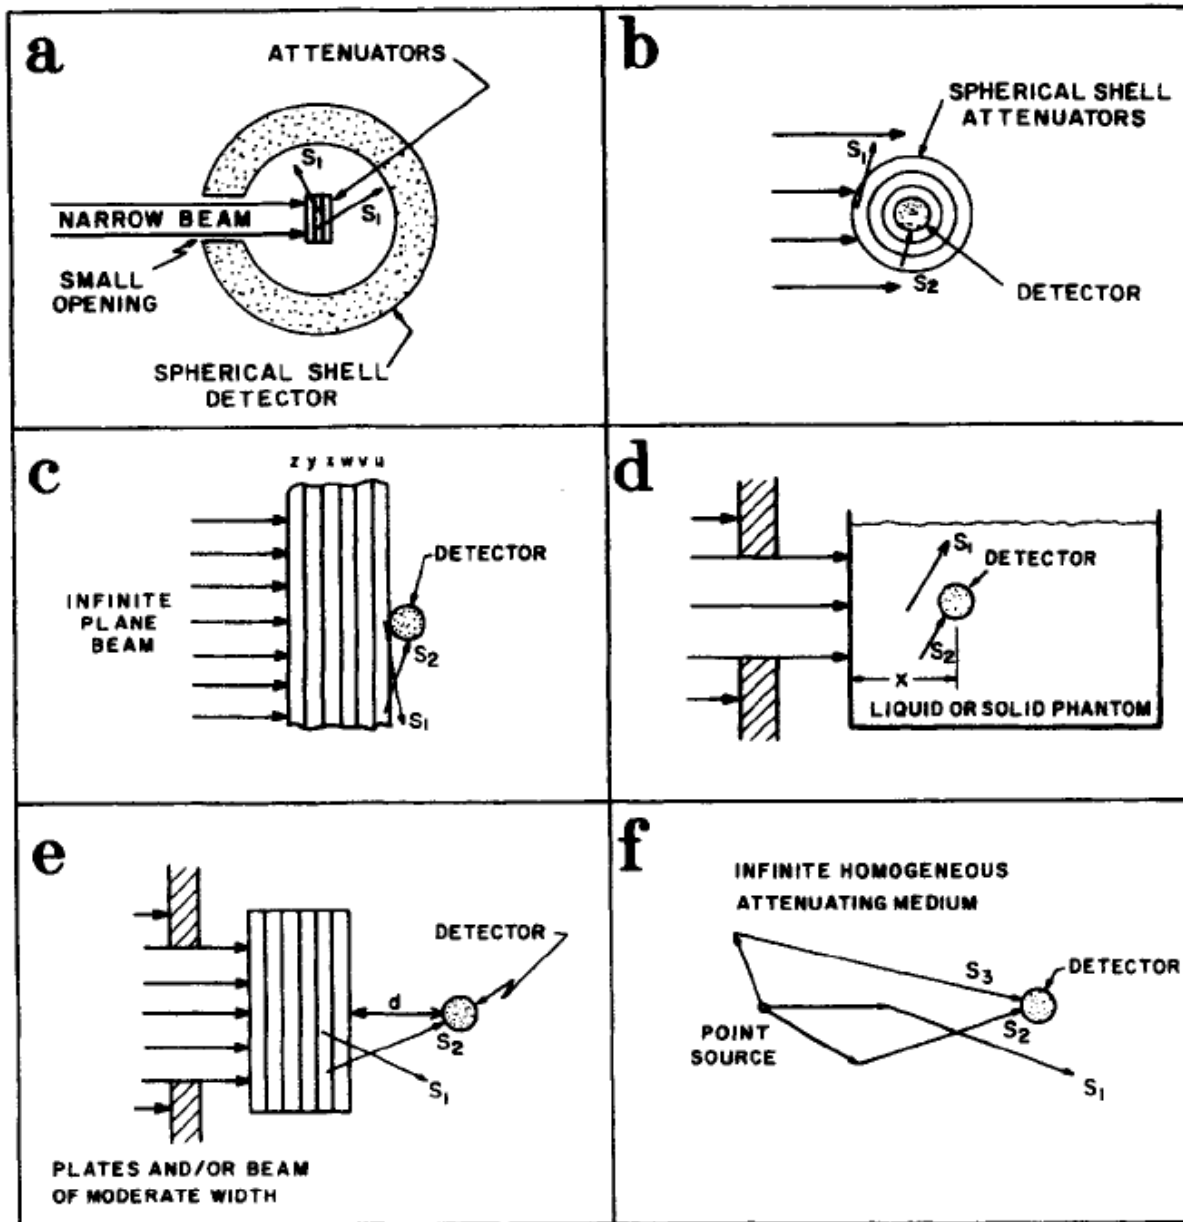 a
ATTENUATORS
S1
S1
NARROW BEAM
SMALL
OPENING
SPHERICAL SHELL
DETECTOR
b
SPHERICAL SHELL
ATTENUATORS
S1
S2
DETECTOR
c
z y x w v u
INFINITE
PLANE
BEAM
DETECTOR
S2
S1
d
S1
DETECTOR
S2
x
LIQUID OR SOLID PHANTOM
e
DETECTOR
d
S2
S1
PLATES AND/OR BEAM
OF MODERATE WIDTH
f
INFINITE HOMOGENEOUS
ATTENUATING MEDIUM
S3
DETECTOR
POINT
SOURCE
S2
S1